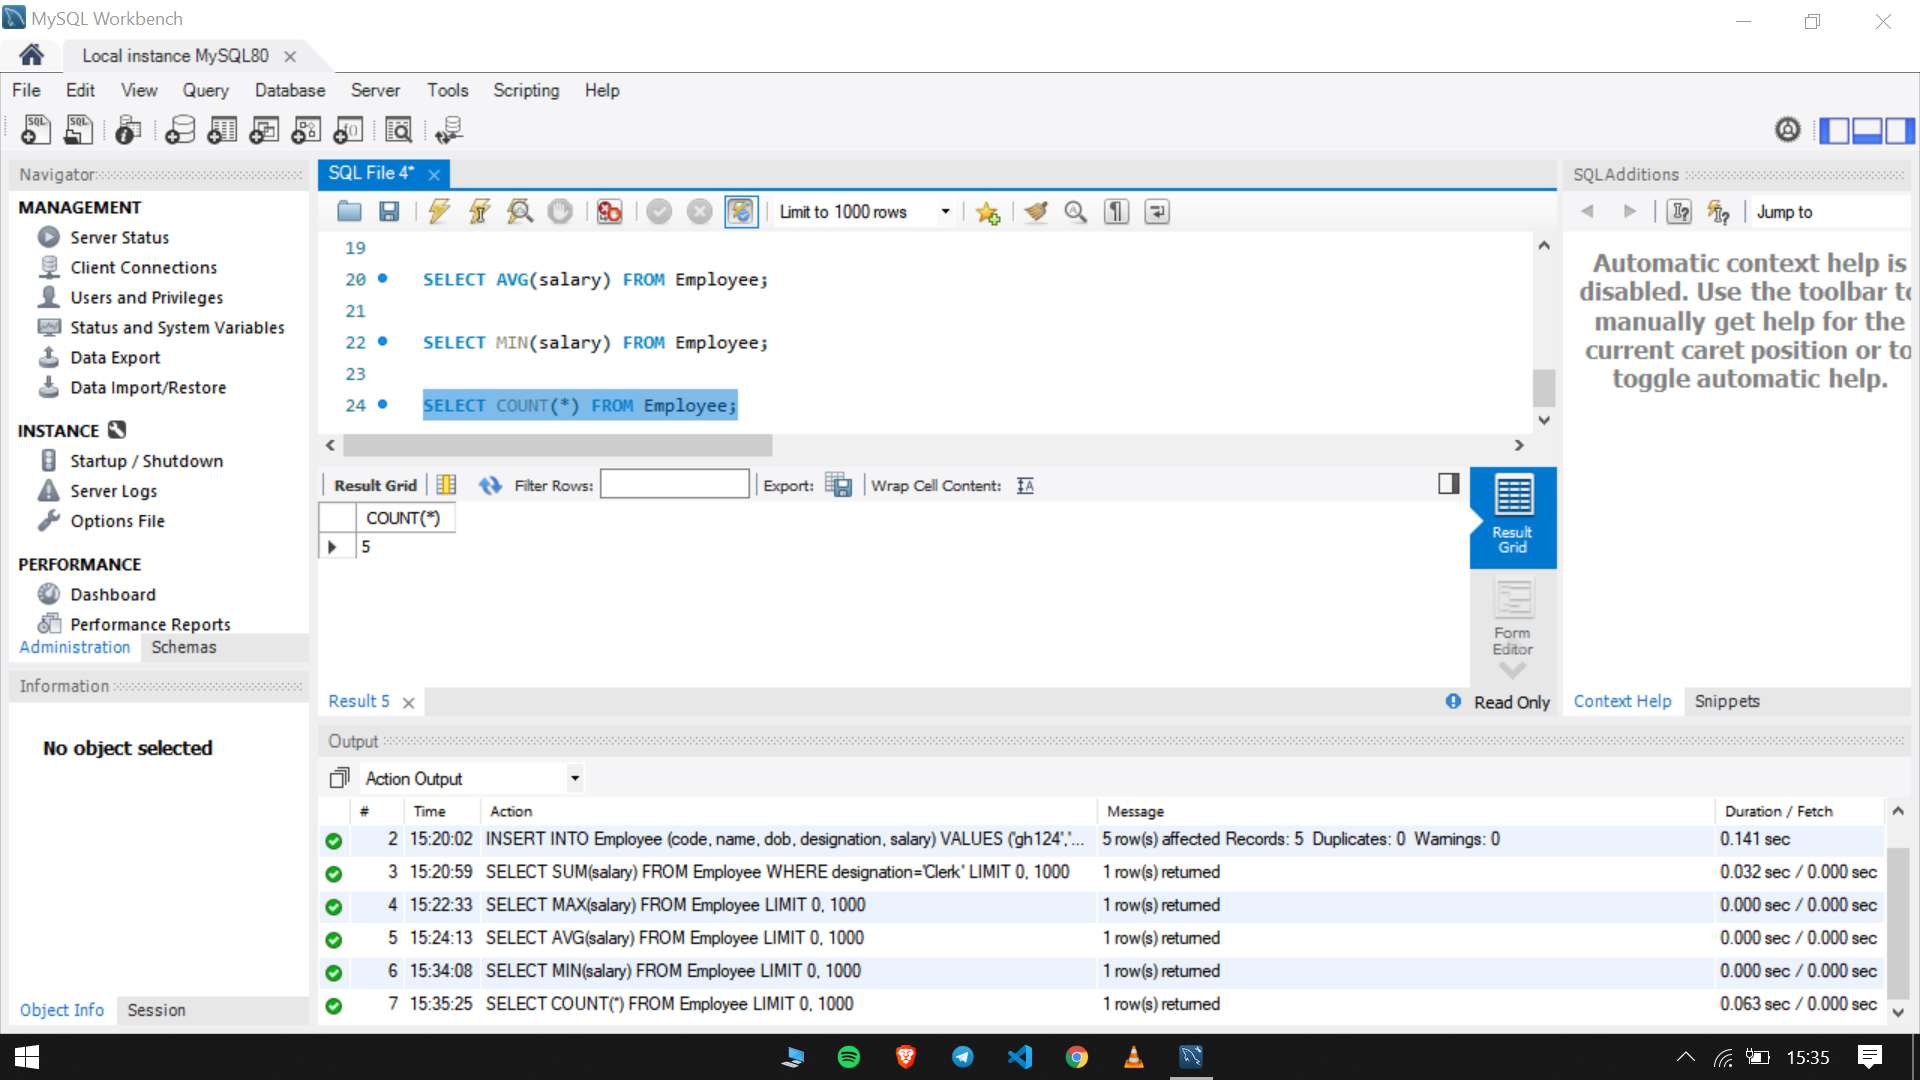 MySQL Workbench
Local instance MySQL80
File Edit View Query Database Server Tools Scripting Help
Navigator
MANAGEMENT
Server Status
Client Connections
Users and Privileges
Status and System Variables
Data Export
Data Import/Restore
INSTANCE
Startup / Shutdown
Server Logs
Options File
PERFORMANCE
Dashboard
Performance Reports
Administration Schemas
Information
No object selected
Object Info Session
SQL File 4*
Limit to 1000 rows
19
20 SELECT AVG(salary) FROM Employee;
21
22 SELECT MIN(salary) FROM Employee;
23
24 SELECT COUNT(*) FROM Employee;
Result Grid Filter Rows: Export: Wrap Cell Content:
COUNT(*)
5
Result
Grid
Form
Editor
Result 5
Read Only
SQLAdditions
Jump to
Automatic context help is
disabled. Use the toolbar to
manually get help for the
current caret position or to
toggle automatic help.
Context Help Snippets
Output
Action Output
# Time Action Message Duration / Fetch
2 15:20:02 INSERT INTO Employee (code, name, dob, designation, salary) VALUES ('gh124','... 5 row(s) affected Records: 5 Duplicates: 0 Warnings: 0 0.141 sec
3 15:20:59 SELECT SUM(salary) FROM Employee WHERE designation='Clerk' LIMIT 0, 1000 1 row(s) returned 0.032 sec / 0.000 sec
4 15:22:33 SELECT MAX(salary) FROM Employee LIMIT 0, 1000 1 row(s) returned 0.000 sec / 0.000 sec
5 15:24:13 SELECT AVG(salary) FROM Employee LIMIT 0, 1000 1 row(s) returned 0.000 sec / 0.000 sec
6 15:34:08 SELECT MIN(salary) FROM Employee LIMIT 0, 1000 1 row(s) returned 0.000 sec / 0.000 sec
7 15:35:25 SELECT COUNT(*) FROM Employee LIMIT 0, 1000 1 row(s) returned 0.063 sec / 0.000 sec
15:35